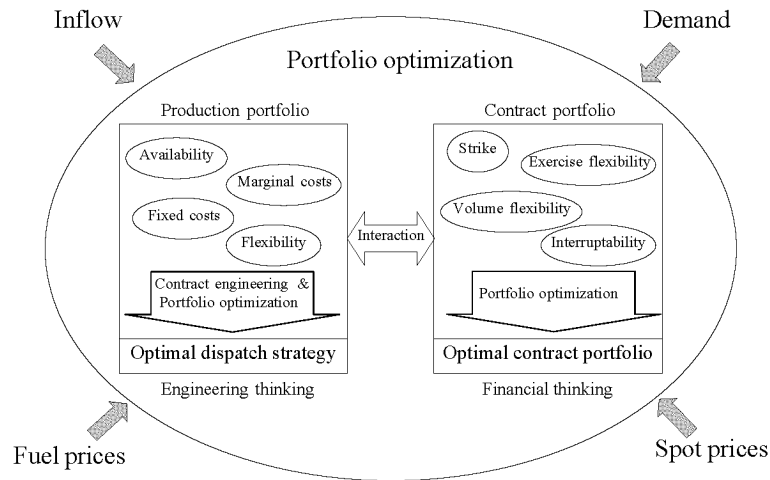 Inflow
Demand
Portfolio optimization
Production portfolio
Availability
Marginal costs
Fixed costs
Flexibility
Contract engineering &
Portfolio optimization
Optimal dispatch strategy
Engineering thinking
Interaction
Contract portfolio
Strike
Exercise flexibility
Volume flexibility
Interruptability
Portfolio optimization
Optimal contract portfolio
Financial thinking
Fuel prices
Spot prices